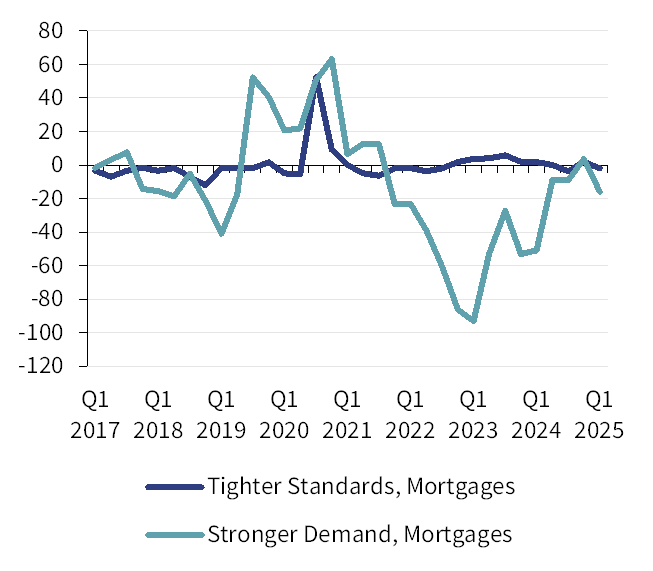 80
60
40
20
0
-20
-40
-60
-80
-100
-120
Q1 Q1 Q1 Q1 Q1 Q1 Q1 Q1 Q1
2017 2018 2019 2020 2021 2022 2023 2024 2025
Tighter Standards, Mortgages
Stronger Demand, Mortgages